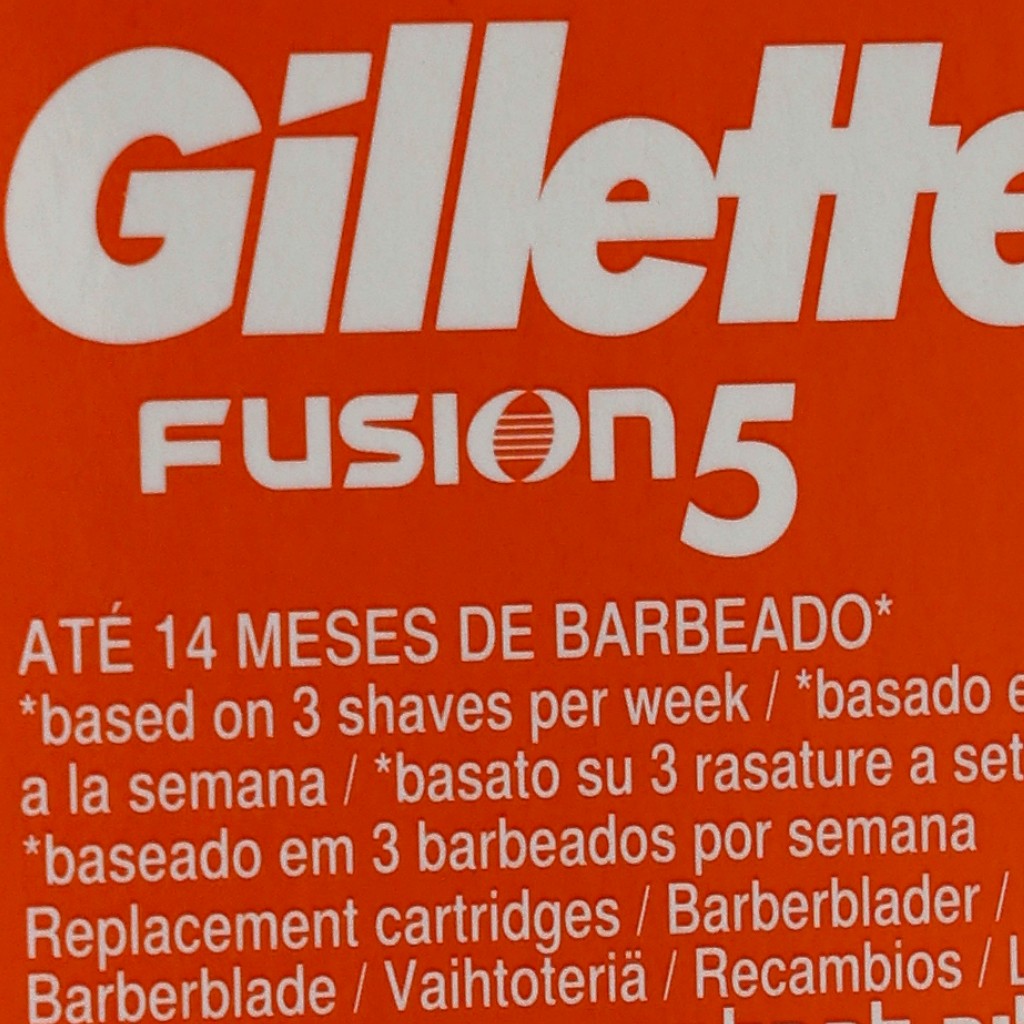 Gillette
FUSION5
ATÉ 14 MESES DE BARBEADO*
*based on 3 shaves per week / *basado
a la semana / *basato su 3 rasature a
*baseado em 3 barbeados por semana
Replacement cartridges / Barberblader /
Barberblade / Vaihtoteriä / Recambios /